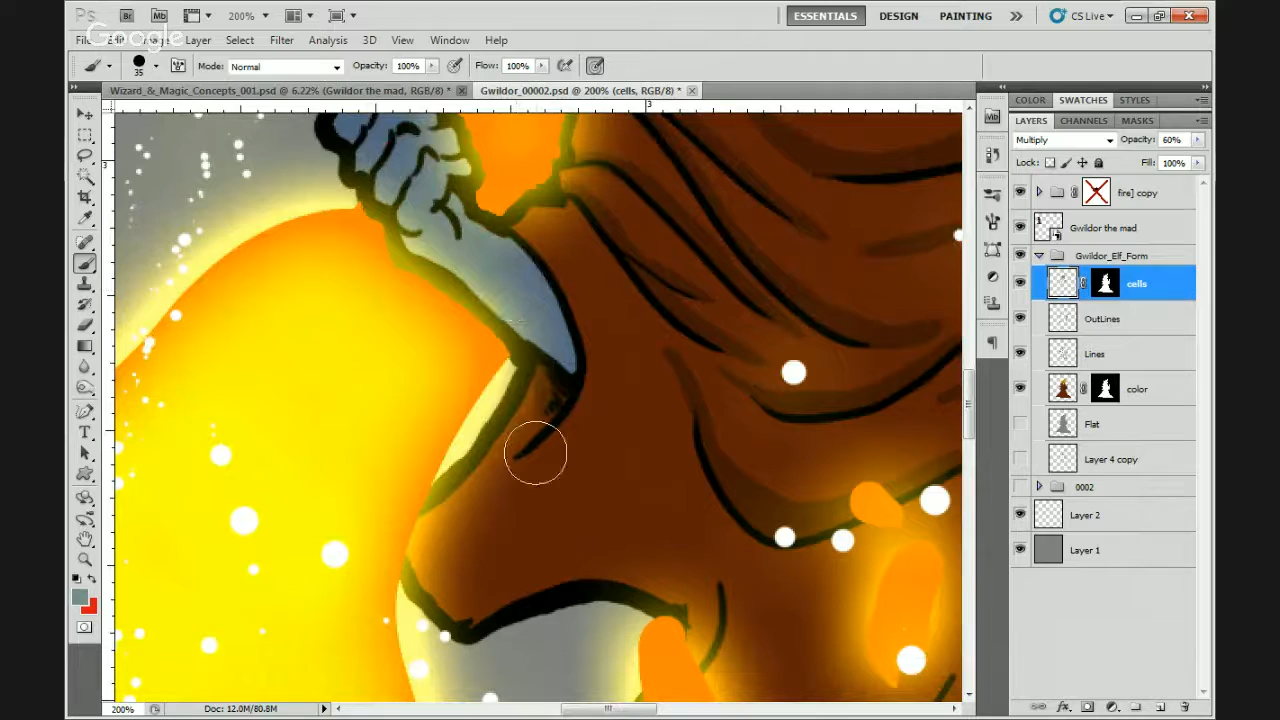 Ps Br Mb 200% ESSENTIALS DESIGN PAINTING CS Live
Google
Edit Image Layer Select Filter Analysis 3D View Window Help
35 Mode: Normal Opacity: 100% Flow: 100%
Wizard_&_Magic_Concepts_001.psd @ 6.22% (Gwildor the mad, RGB/8) * Gwildor_00002.psd @ 200% (cells, RGB/8) *
COLOR SWATCHES STYLES
LAYERS CHANNELS MASKS
Multiply Opacity: 60%
Lock: Fill: 100%
fire] copy
Gwildor the mad
Gwildor_Elf_Form
cells
OutLines
Lines
color
Flat
Layer 4 copy
0002
Layer 2
Layer 1
3
3
200% Doc: 12.0M/80.8M